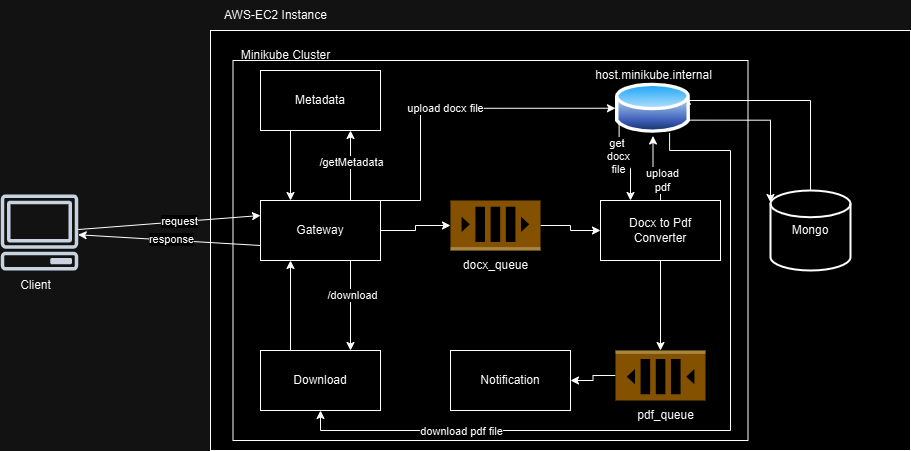 AWS-EC2 Instance
Minikube Cluster
host.minikube.internal
Metadata
upload docx file
/getMetadata
get
docx
file
upload
pdf
request
response
Gateway
Docx to Pdf
Converter
Mongo
docx_queue
Client
/download
Download
Notification
pdf_queue
download pdf file